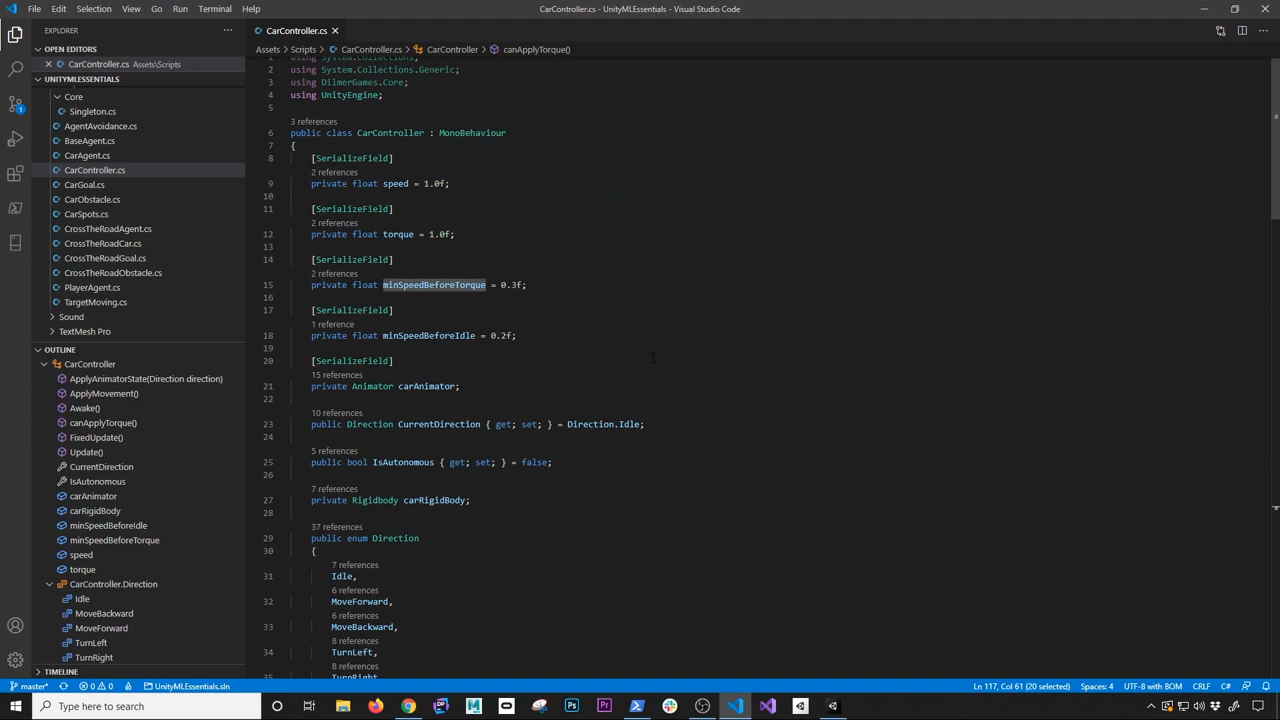 File Edit Selection View Go Run Terminal Help
CarController.cs - UnityMLEssentials - Visual Studio Code
EXPLORER
OPEN EDITORS
CarController.cs Assets\Scripts
UNITYMLESSENTIALS
Core
Singleton.cs
AgentAvoidance.cs
BaseAgent.cs
CarAgent.cs
CarController.cs
CarGoal.cs
CarObstacle.cs
CarSpots.cs
CrossTheRoadAgent.cs
CrossTheRoadCar.cs
CrossTheRoadGoal.cs
CrossTheRoadObstacle.cs
PlayerAgent.cs
TargetMoving.cs
Sound
TextMesh Pro
OUTLINE
CarController
ApplyAnimatorState(Direction direction)
ApplyMovement()
Awake()
canApplyTorque()
FixedUpdate()
Update()
CurrentDirection
IsAutonomous
carAnimator
carRigidBody
minSpeedBeforeIdle
minSpeedBeforeTorque
speed
torque
CarController.Direction
Idle
MoveBackward
MoveForward
TurnLeft
TurnRight
TIMELINE
CarController.cs
Assets > Scripts > CarController.cs > CarController > canApplyTorque()
1 using System.Collections;
2 using System.Collections.Generic;
3 using DilmerGames.Core;
4 using UnityEngine;
5
3 references
6 public class CarController : MonoBehaviour
7 {
8 [SerializeField]
2 references
9 private float speed = 1.0f;
10
11 [SerializeField]
2 references
12 private float torque = 1.0f;
13
14 [SerializeField]
2 references
15 private float minSpeedBeforeTorque = 0.3f;
16
17 [SerializeField]
1 reference
18 private float minSpeedBeforeIdle = 0.2f;
19
20 [SerializeField]
15 references
21 private Animator carAnimator;
22
10 references
23 public Direction CurrentDirection { get; set; } = Direction.Idle;
24
5 references
25 public bool IsAutonomous { get; set; } = false;
26
7 references
27 private Rigidbody carRigidBody;
28
37 references
29 public enum Direction
30 {
7 references
31 Idle,
6 references
32 MoveForward,
6 references
33 MoveBackward,
8 references
34 TurnLeft,
8 references
35 TurnRight
master* 0 0 UnityMLEssentials.sln
Ln 117, Col 61 (20 selected) Spaces: 4 UTF-8 with BOM CRLF C#
Type here to search